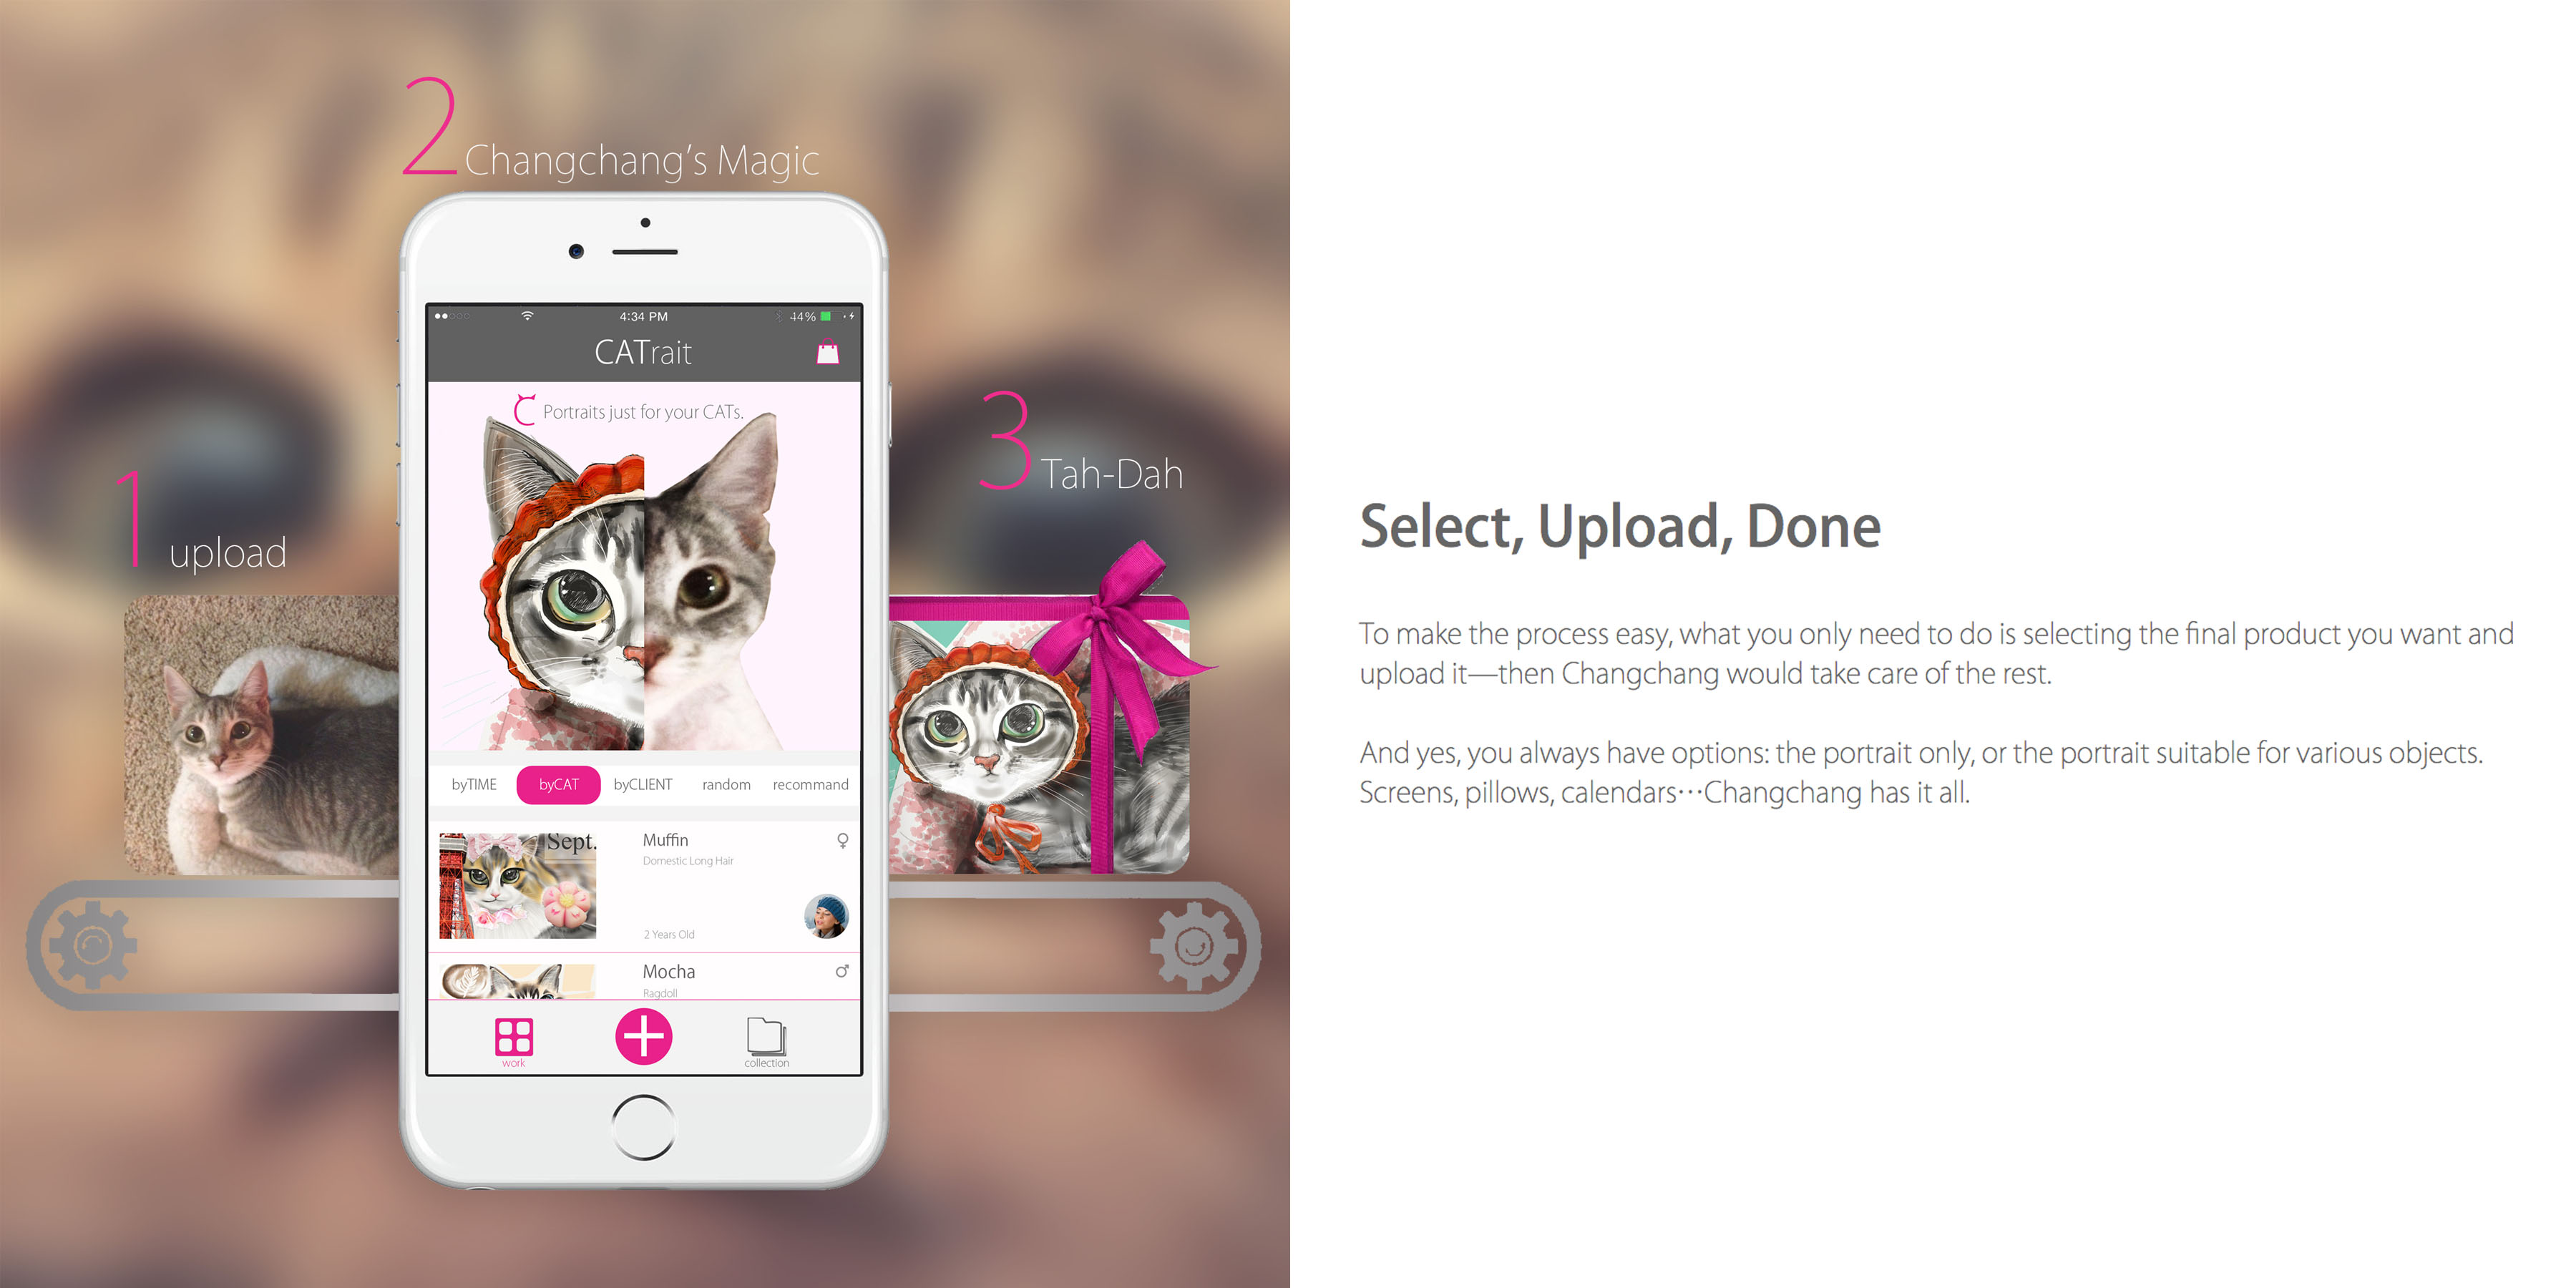 2 Changchang's Magic
4:34 PM
44%
CATrait
Portraits just for your CATs.
1 upload
3 Tah-Dah
byTIME byCAT byCLIENT random recommand
Sept.
Muffin
Domestic Long Hair
2 Years Old
Mocha
Ragdoll
work
collection
Select, Upload, Done
To make the process easy, what you only need to do is selecting the final product you want and
upload it—then Changchang would take care of the rest.
And yes, you always have options: the portrait only, or the portrait suitable for various objects.
Screens, pillows, calendars···Changchang has it all.